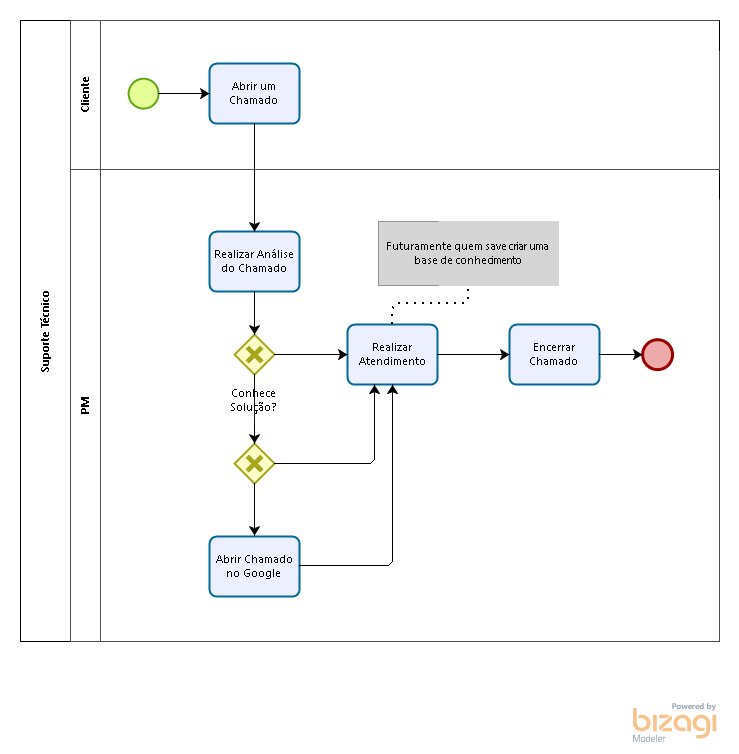 Suporte Técnico
Cliente
Abrir um
Chamado
PM
Realizar Análise
do Chamado
Futuramente quem save criar uma
base de conhecimento
Realizar
Atendimento
Encerrar
Chamado
Conhece
Solução?
Abrir Chamado
no Google
Powered by
bizagi
Modeler